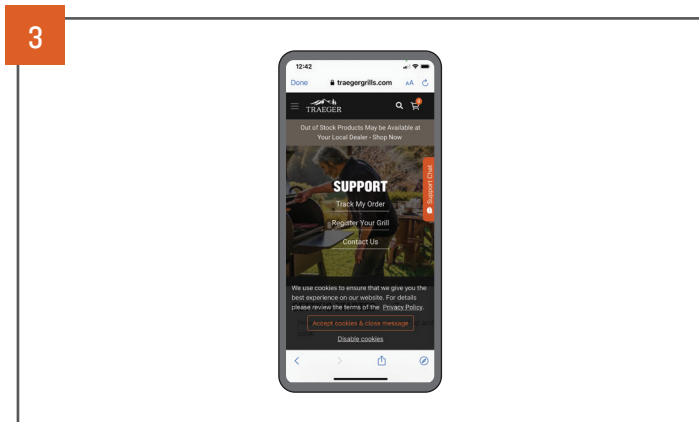 3
12:42
Done traegergrills.com AA
TRAEGER
Out of Stock Products May be Available at
Your Local Dealer - Shop Now
SUPPORT
Track My Order
Register Your Grill
Contact Us
Support Chat
We use cookies to ensure that we give you the
best experience on our website. For details
please review the terms of the Privacy Policy.
Accept cookies & close message
Disable cookies